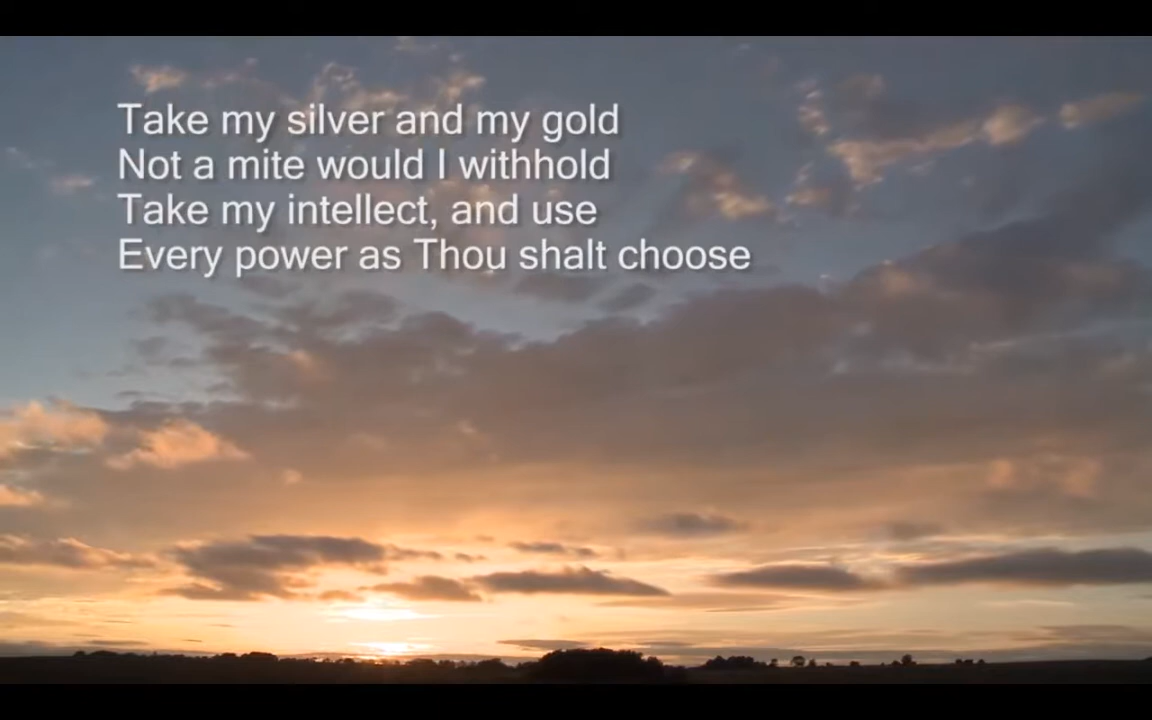 Take my silver and my gold
Not a mite would I withhold
Take my intellect, and use
Every power as Thou shalt choose